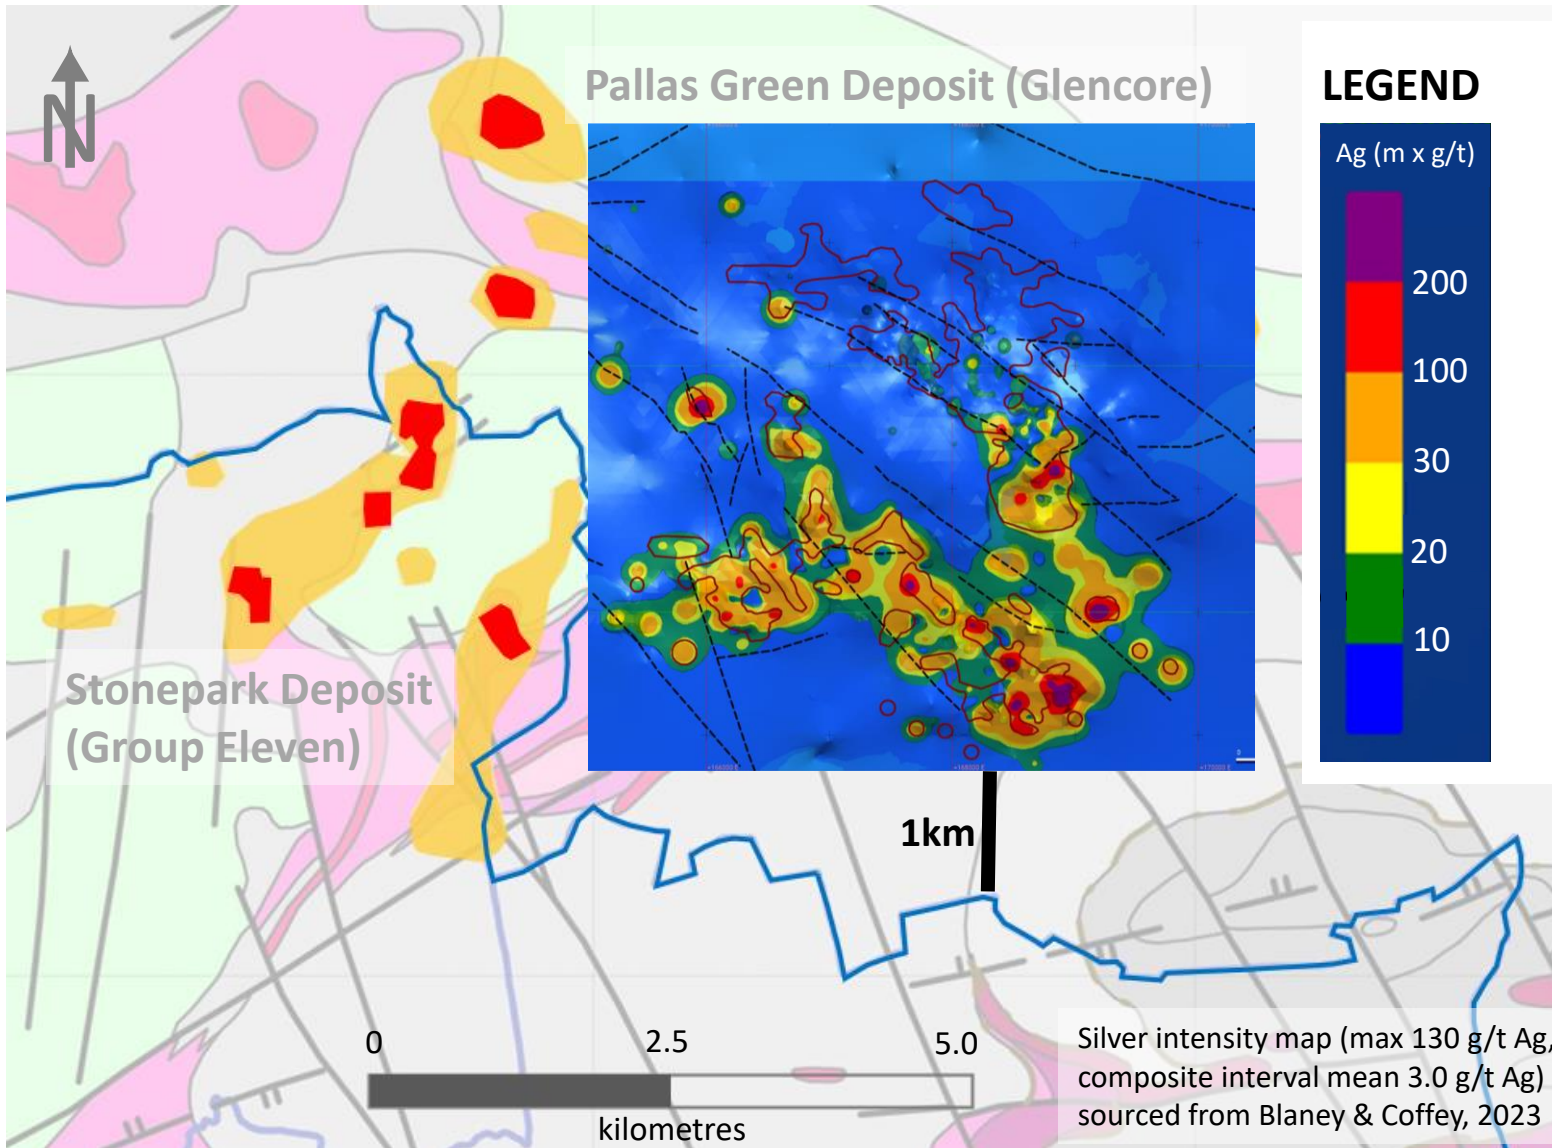 N
Pallas Green Deposit (Glencore)
LEGEND
Ag (m x g/t)
200
100
30
20
10
Stonepark Deposit
(Group Eleven)
1km
0
2.5
5.0
kilometres
Silver intensity map (max 130 g/t Ag,
composite interval mean 3.0 g/t Ag)
sourced from Blaney & Coffey, 2023